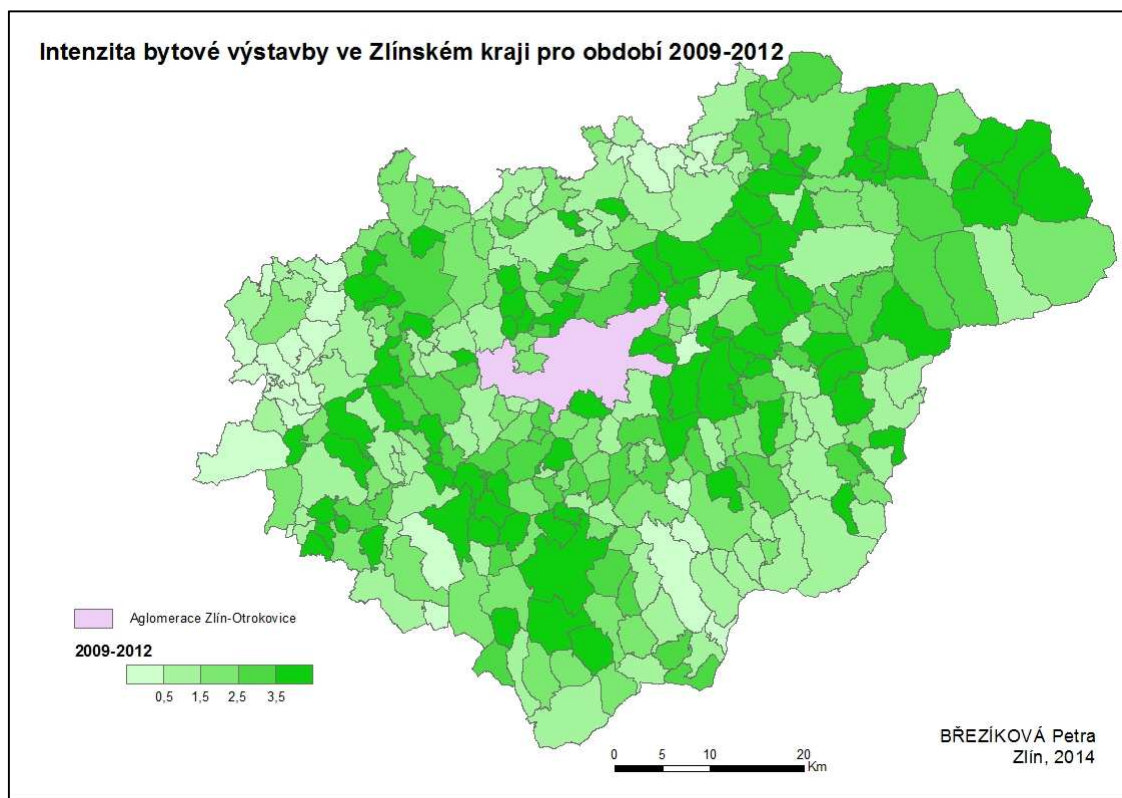 Intenzita bytové výstavby ve Zlínském kraji pro období 2009-2012
Aglomerace Zlín-Otrokovice
2009-2012
0,5 1,5 2,5 3,5
0 5 10 20
Km
BŘEZÍKOVÁ Petra
Zlín, 2014